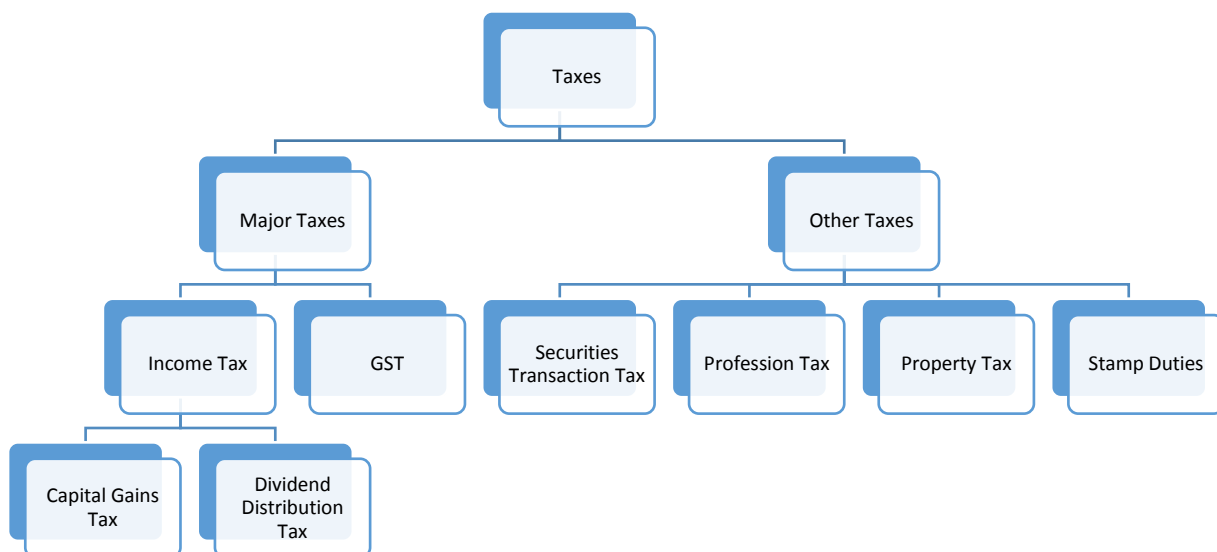 Taxes
Major Taxes
Other Taxes
Income Tax
GST
Securities
Transaction Tax
Profession Tax
Property Tax
Stamp Duties
Capital Gains
Tax
Dividend
Distribution
Tax